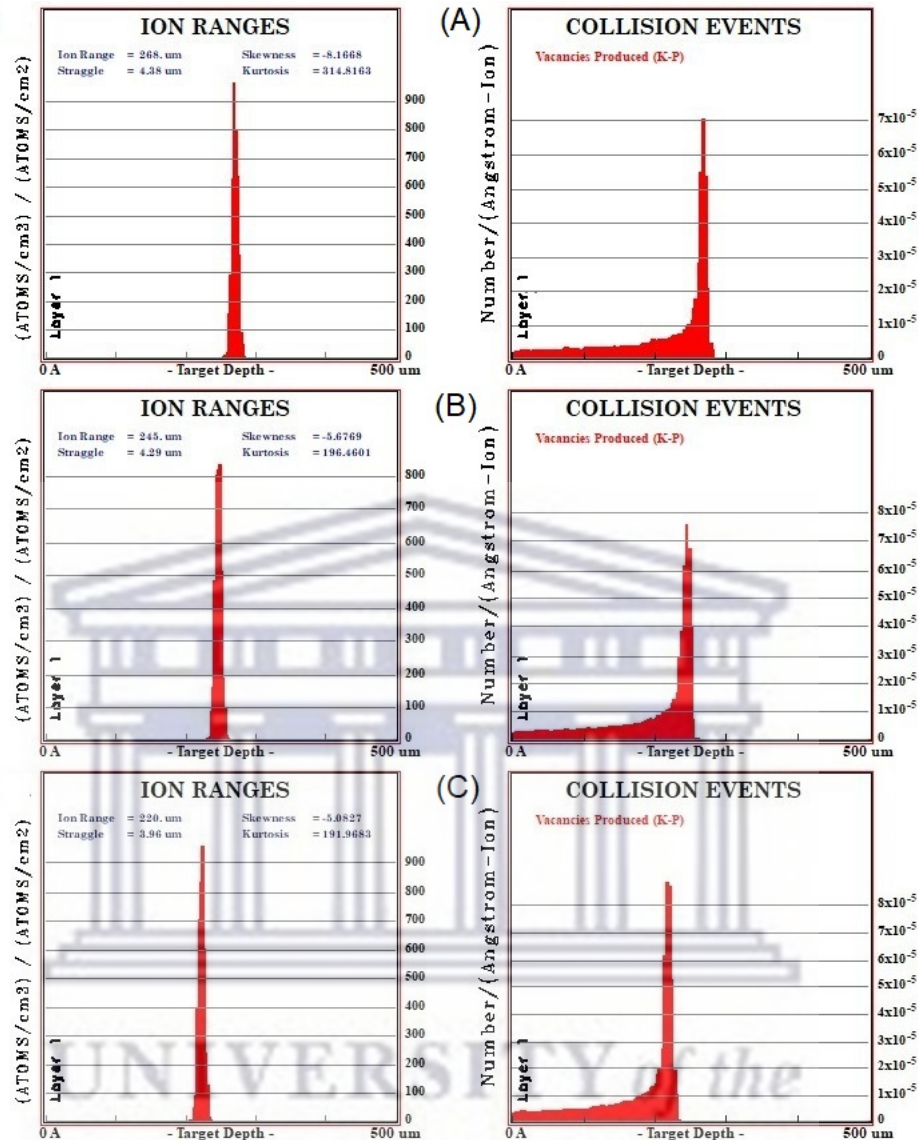 (A)
ION RANGES
Ion Range = 268. um Skewness = -8.1668
Straggle = 4.38 um Kurtosis = 314.8163
(ATOMS/cm3) / (ATOMS/cm2)
900
800
700
600
500
400
300
200
100
0
Layer 1
0 A - Target Depth - 500 um
COLLISION EVENTS
Vacancies Produced (K-P)
Number/(Angstrom-Ion)
7x10⁻⁵
6x10⁻⁵
5x10⁻⁵
4x10⁻⁵
3x10⁻⁵
2x10⁻⁵
1x10⁻⁵
0
Layer 1
0 A - Target Depth - 500 um
(B)
ION RANGES
Ion Range = 245. um Skewness = -5.6769
Straggle = 4.29 um Kurtosis = 196.4601
(ATOMS/cm3) / (ATOMS/cm2)
800
700
600
500
400
300
200
100
0
Layer 1
0 A - Target Depth - 500 um
COLLISION EVENTS
Vacancies Produced (K-P)
Number/(Angstrom-Ion)
8x10⁻⁵
7x10⁻⁵
6x10⁻⁵
5x10⁻⁵
4x10⁻⁵
3x10⁻⁵
2x10⁻⁵
1x10⁻⁵
0
Layer 1
0 A - Target Depth - 500 um
(C)
ION RANGES
Ion Range = 220. um Skewness = -5.0827
Straggle = 3.96 um Kurtosis = 191.9683
(ATOMS/cm3) / (ATOMS/cm2)
900
800
700
600
500
400
300
200
100
0
Layer 1
0 A - Target Depth - 500 um
COLLISION EVENTS
Vacancies Produced (K-P)
Number/(Angstrom-Ion)
8x10⁻⁵
7x10⁻⁵
6x10⁻⁵
5x10⁻⁵
4x10⁻⁵
3x10⁻⁵
2x10⁻⁵
1x10⁻⁵
0
Layer 1
0 A - Target Depth - 500 um
UNIVERSITY of the